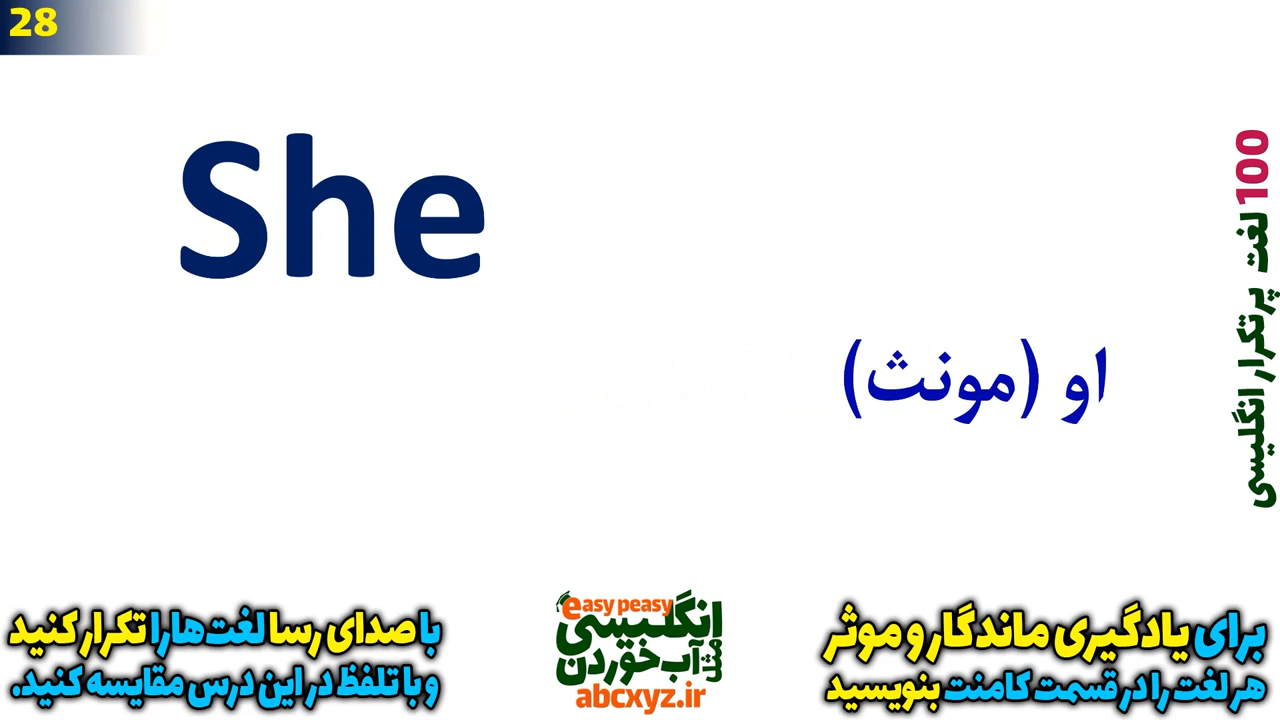 28
She
او (مونث)
100 لغت پرتکرار انگلیسی
برای یادگیری ماندگار و موثر
هر لغت را در قسمت کامنت بنویسید
easy peasy
انگلیسی
مثل آب خوردن
abcxyz.ir
با صدای رسا لغت‌ها را تکرار کنید
و با تلفظ در این درس مقایسه کنید.